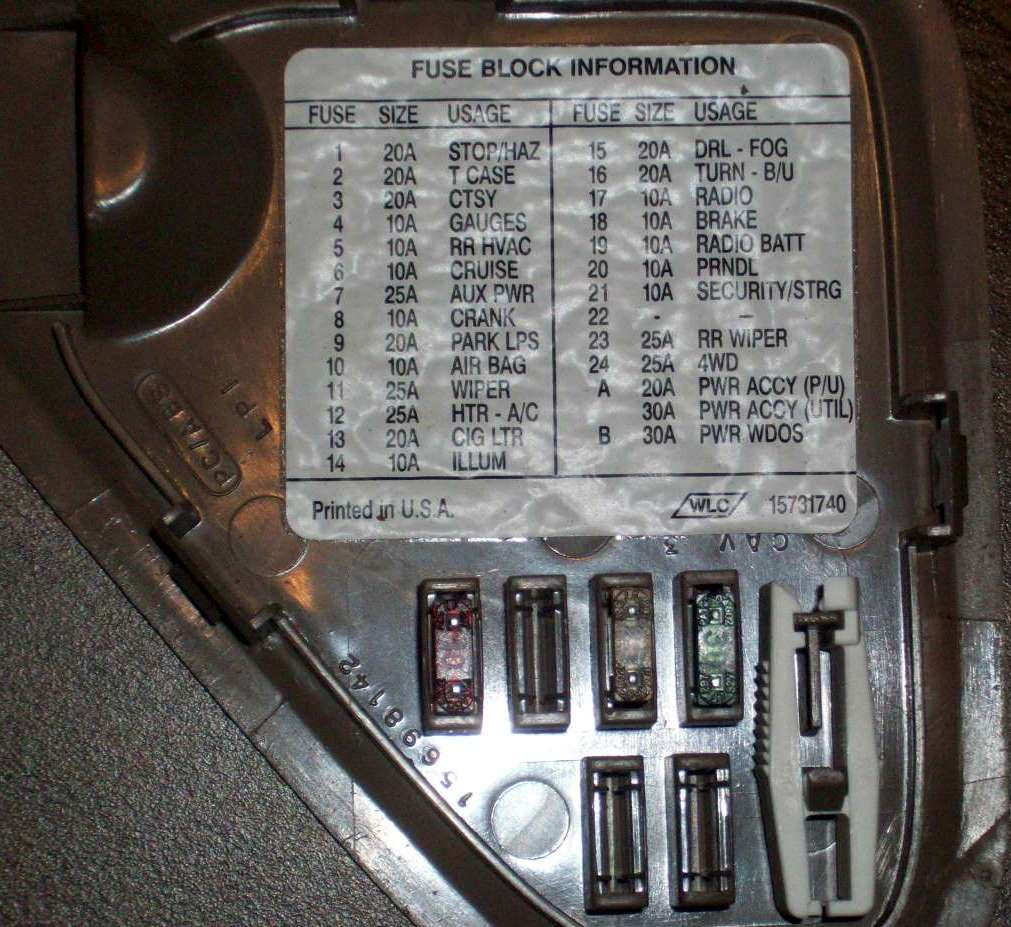 FUSE BLOCK INFORMATION
FUSE SIZE USAGE FUSE SIZE USAGE
1 20A STOP/HAZ 15 20A DRL - FOG
2 20A T CASE 16 20A TURN - B/U
3 20A CTSY 17 10A RADIO
4 10A GAUGES 18 10A BRAKE
5 10A RR HVAC 19 10A RADIO BATT
6 10A CRUISE 20 10A PRNDL
7 25A AUX PWR 21 10A SECURITY/STRG
8 10A CRANK 22 - -
9 20A PARK LPS 23 25A RR WIPER
10 10A AIR BAG 24 25A 4WD
11 25A WIPER A 20A PWR ACCY (P/U)
12 25A HTR - A/C 30A PWR ACCY (UTIL)
13 20A CIG LTR B 30A PWR WDOS
14 10A ILLUM
Printed in U.S.A. WLC 15731740
PC/ABS
L P I
CAV 3
15698142